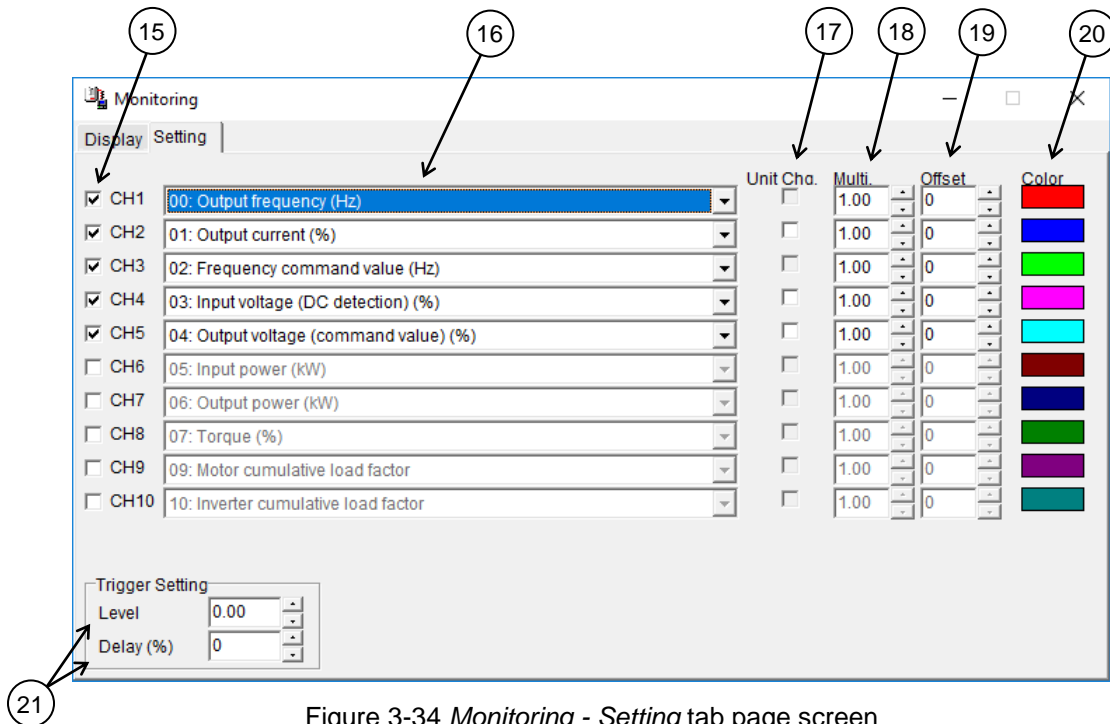 15 16 17 18 19 20
Monitoring
Display Setting
Unit Chg. Multi. Offset Color
CH1 00: Output frequency (Hz) 1.00 0
CH2 01: Output current (%) 1.00 0
CH3 02: Frequency command value (Hz) 1.00 0
CH4 03: Input voltage (DC detection) (%) 1.00 0
CH5 04: Output voltage (command value) (%) 1.00 0
CH6 05: Input power (kW) 1.00 0
CH7 06: Output power (kW) 1.00 0
CH8 07: Torque (%) 1.00 0
CH9 09: Motor cumulative load factor 1.00 0
CH10 10: Inverter cumulative load factor 1.00 0
Trigger Setting
Level 0.00
Delay (%) 0
21
Figure 3-34 Monitoring - Setting tab page screen